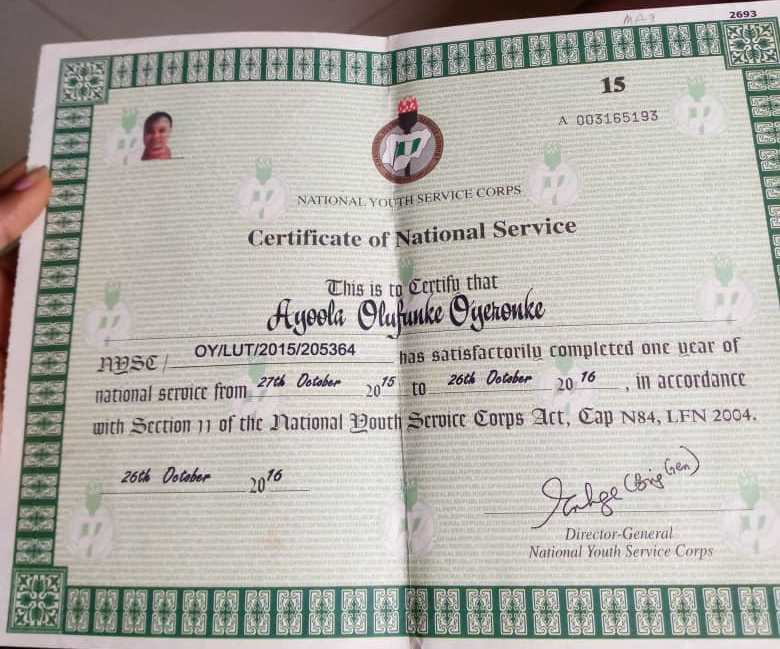 2693
15
A 003165193
NATIONAL YOUTH SERVICE CORPS
Certificate of National Service
This is to Certify that
Ayoola Olufunke Oyeronke
NYSC / OY/LUT/2015/205364 has satisfactorily completed one year of
national service from 27th October 2015 to 26th October 2016, in accordance
with Section 11 of the National Youth Service Corps Act, Cap N84, LFN 2004.
26th October 2016
(Brig Gen)
Director-General
National Youth Service Corps